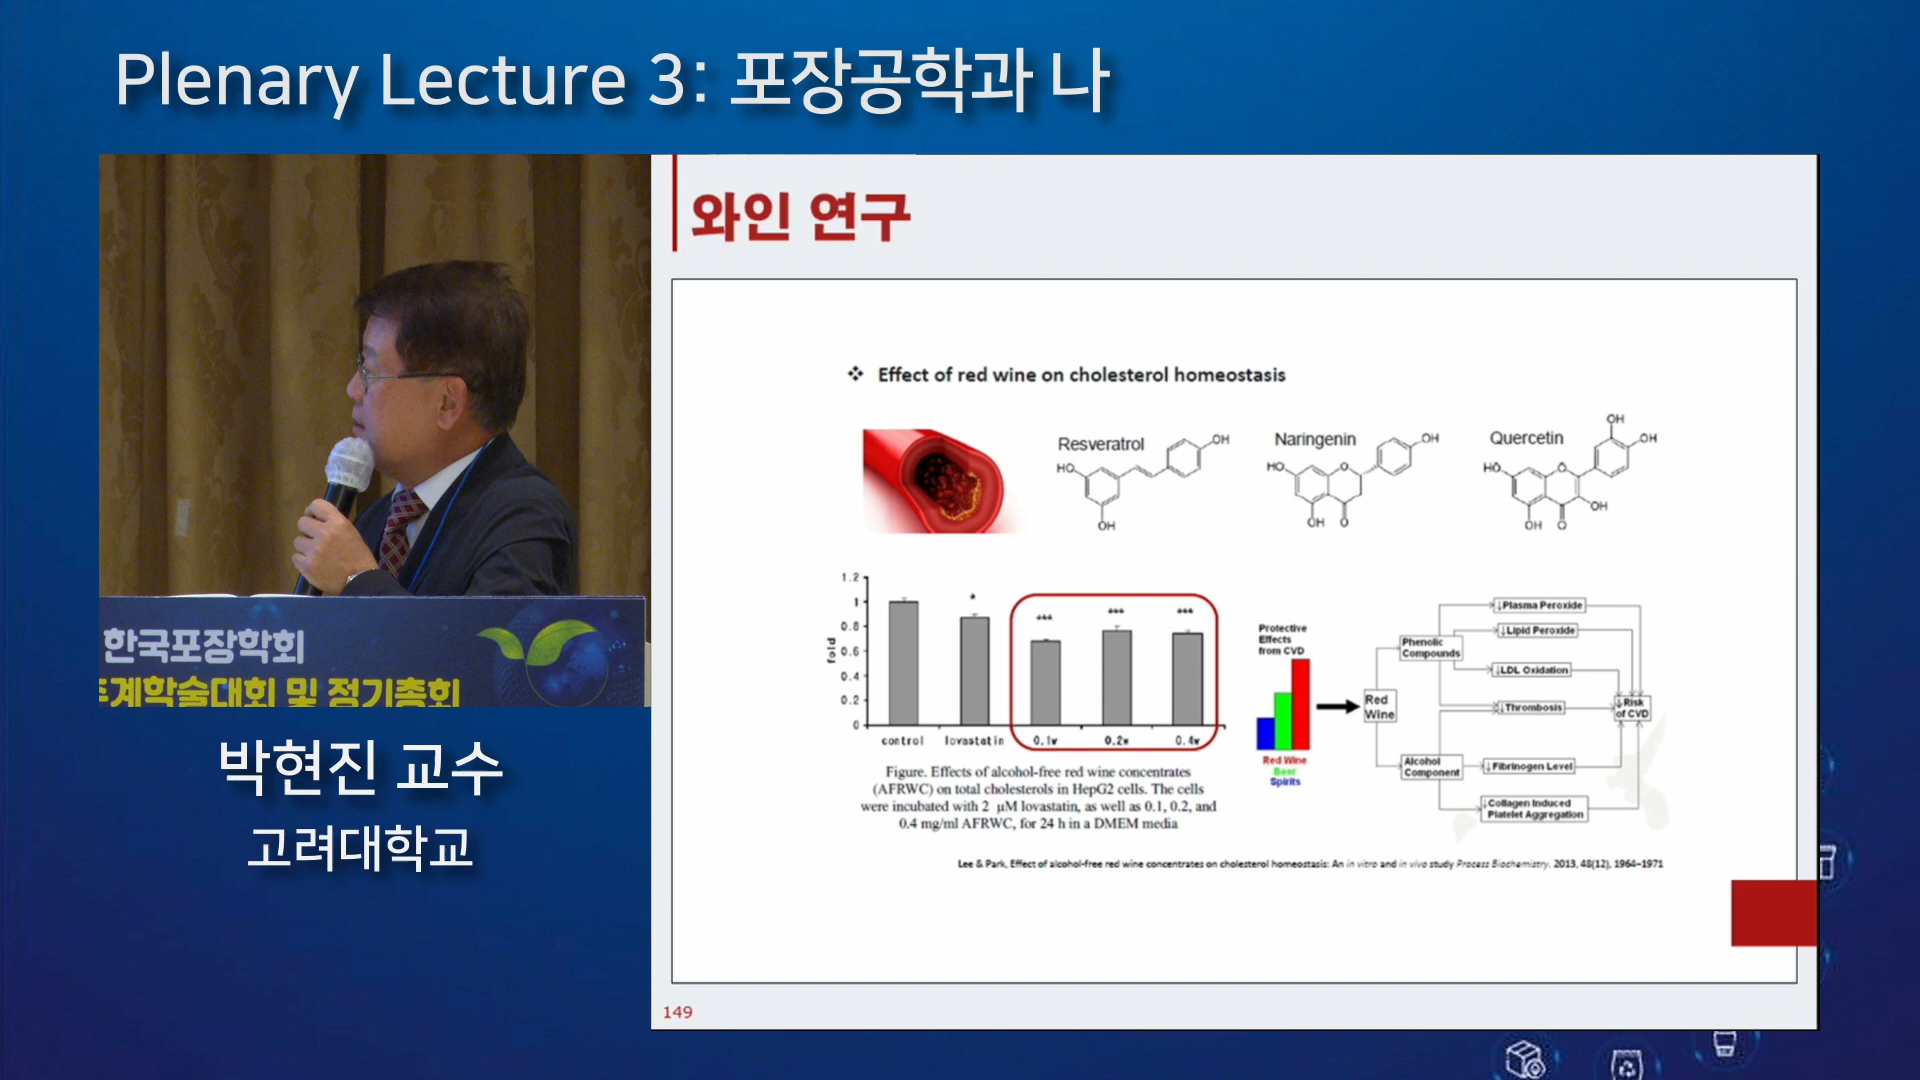 Plenary Lecture 3: 포장공학과 나
와인 연구
❖ Effect of red wine on cholesterol homeostasis
Resveratrol
OH
HO
OH
Naringenin
OH
HO
O
OH O
Quercetin
OH
OH
HO
O
OH
OH O
fold
1.2
1
0.8
0.6
0.4
0.2
0
*
***
***
***
control lovastatin 0.1w 0.2w 0.4w
Figure. Effects of alcohol-free red wine concentrates
(AFRWC) on total cholesterols in HepG2 cells. The cells
were incubated with 2 μM lovastatin, as well as 0.1, 0.2, and
0.4 mg/ml AFRWC, for 24 h in a DMEM media
Protective
Effects
from CVD
Red Wine
Beer
Spirits
Red
Wine
Phenolic
Compounds
Alcohol
Component
↓Plasma Peroxide
↓Lipid Peroxide
↓LDL Oxidation
↓Thrombosis
↓Fibrinogen Level
↓Collagen Induced
Platelet Aggregation
↓Risk
of CVD
Lee & Park, Effect of alcohol-free red wine concentrates on cholesterol homeostasis: An in vitro and in vivo study Process Biochemistry. 2013, 48(12), 1964–1971
149
한국포장학회
춘계학술대회 및 정기총회
박현진 교수
고려대학교